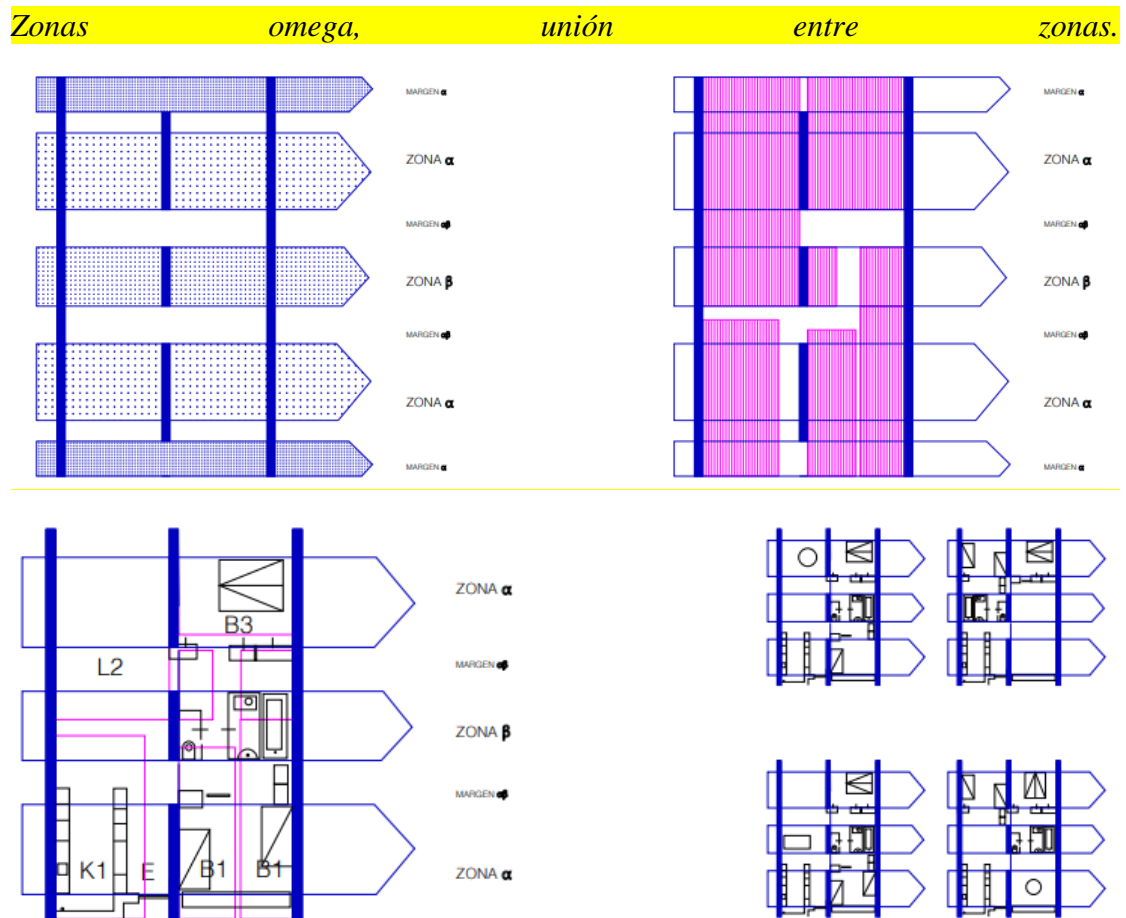 Zonas omega, unión entre zonas.
MARGEN α
ZONA α
MARGEN αβ
ZONA β
MARGEN αβ
ZONA α
MARGEN α
MARGEN α
ZONA α
MARGEN αβ
ZONA β
MARGEN αβ
ZONA α
MARGEN α
ZONA α
B3
L2
MARGEN αβ
ZONA β
MARGEN αβ
K1 E B1 B1
ZONA α